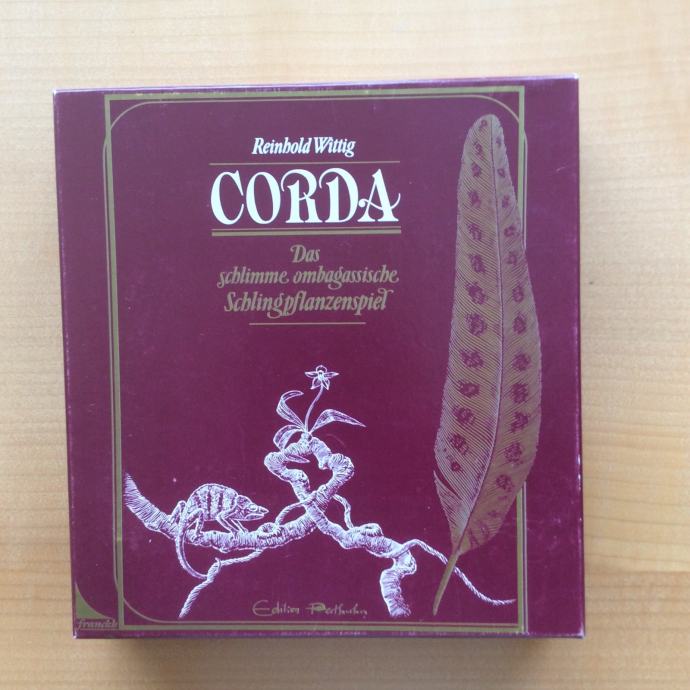 Reinhold Wittig
CORDA
Das
schlimme ombagassische
Schlingpflanzenspiel
Edition Perlhuhn
franckh